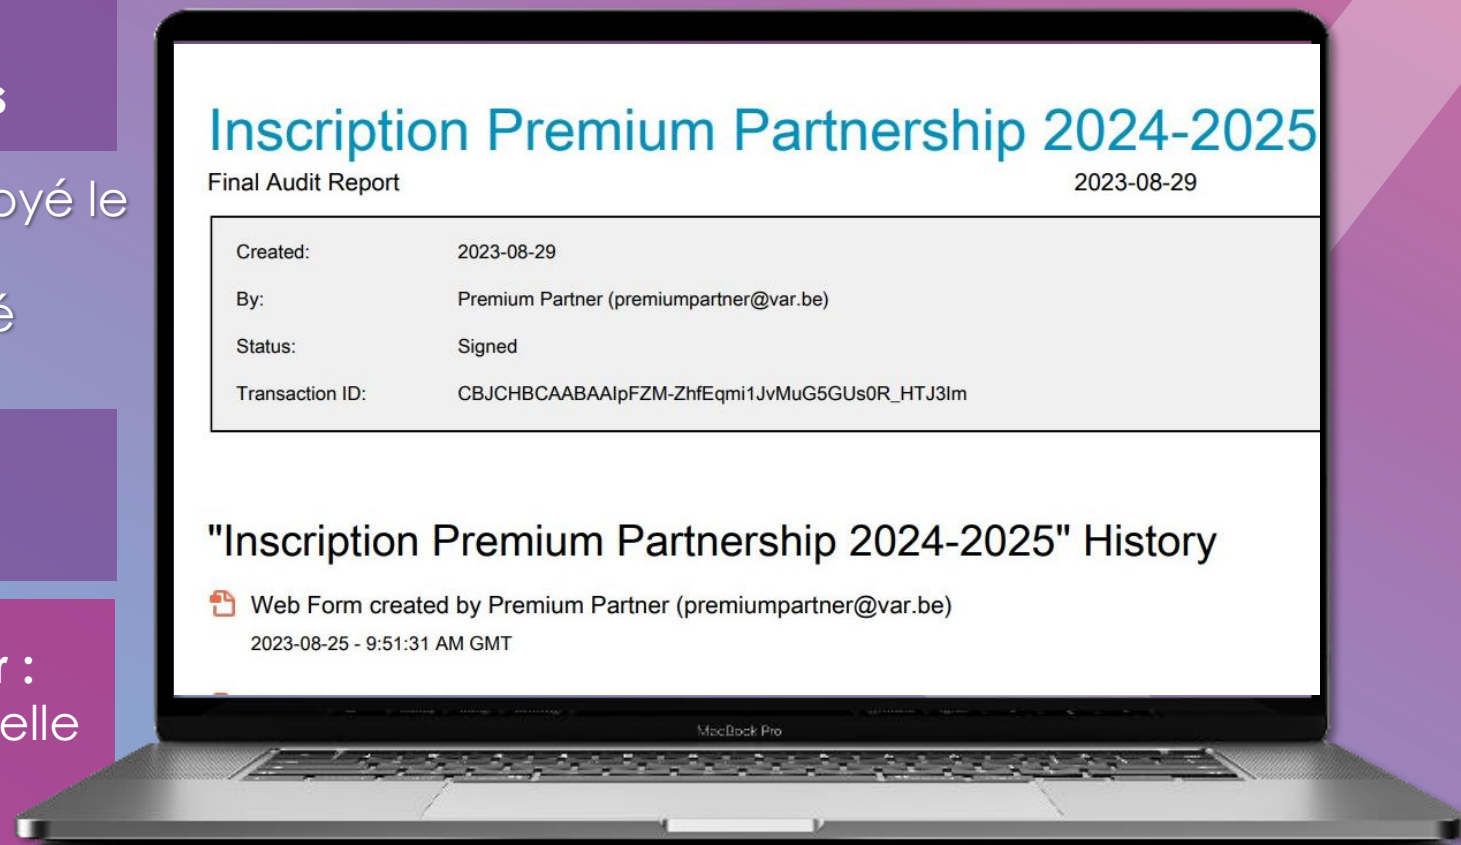 s
Inscription Premium Partnership 2024-2025
oyé le
Final Audit Report 2023-08-29
Created: 2023-08-29
é
By: Premium Partner (premiumpartner@var.be)
Status: Signed
Transaction ID: CBJCHBCAABAAIpFZM-ZhfEqmi1JvMuG5GUs0R_HTJ3Im
"Inscription Premium Partnership 2024-2025" History
Web Form created by Premium Partner (premiumpartner@var.be)
2023-08-25 - 9:51:31 AM GMT
r :
elle
MacBook Pro